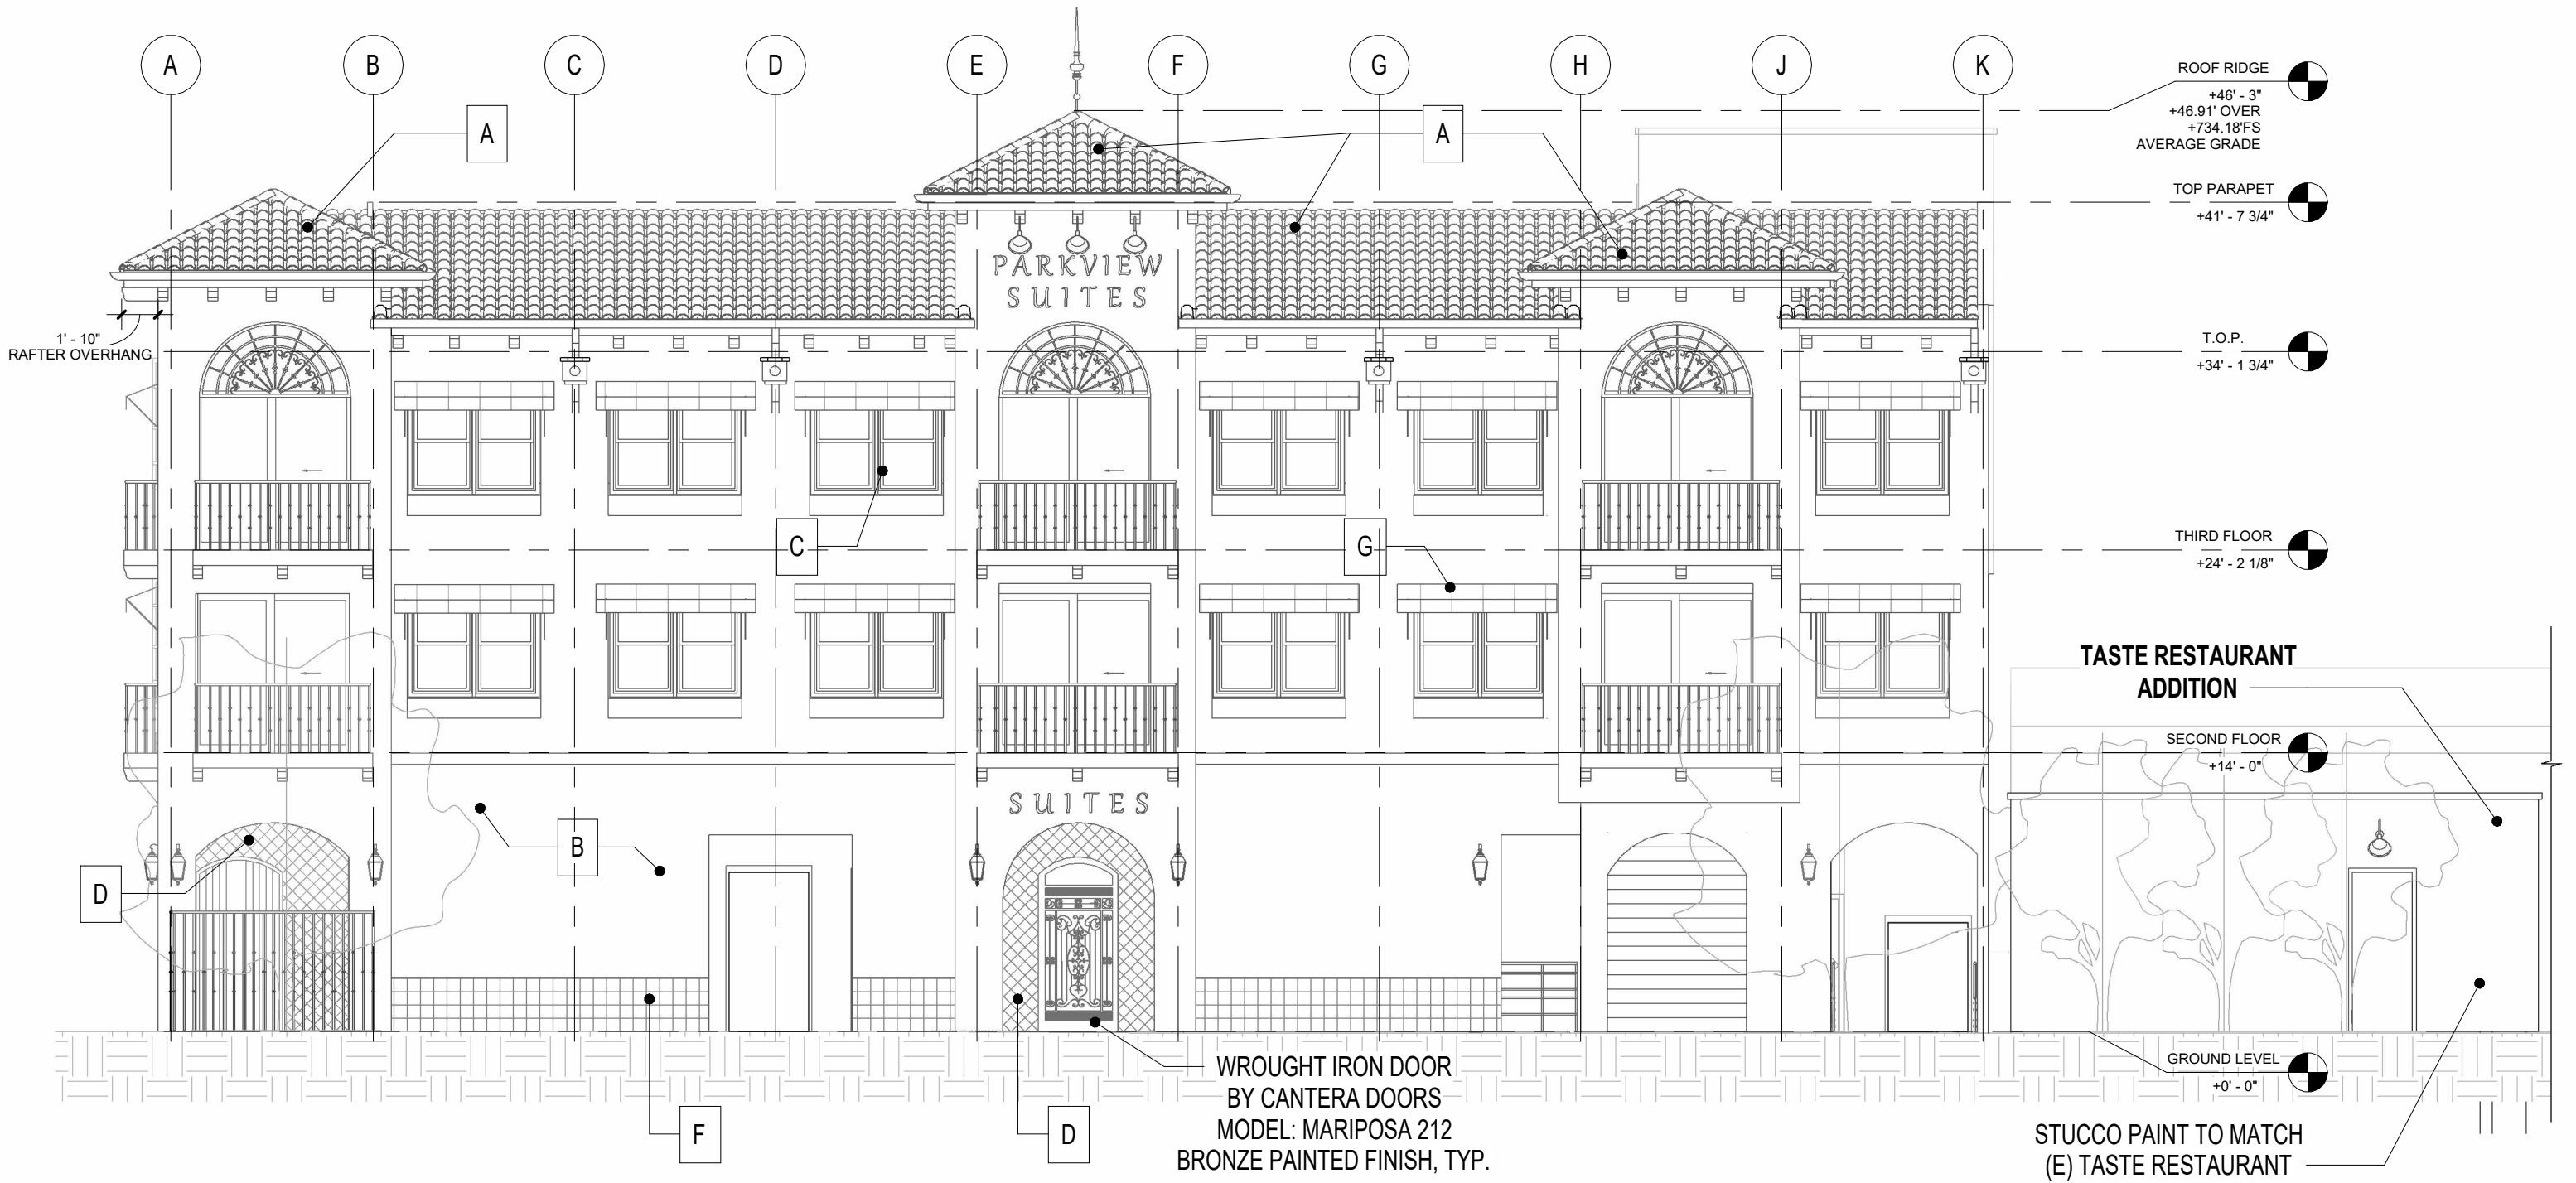 A B C D E F G H J K
ROOF RIDGE
+46' - 3"
+46.91' OVER
+734.18'FS
AVERAGE GRADE
A
A
TOP PARAPET
+41' - 7 3/4"
PARKVIEW
SUITES
1' - 10"
RAFTER OVERHANG
T.O.P.
+34' - 1 3/4"
C
G
THIRD FLOOR
+24' - 2 1/8"
TASTE RESTAURANT
ADDITION
SECOND FLOOR
+14' - 0"
SUITES
B
D
GROUND LEVEL
+0' - 0"
WROUGHT IRON DOOR
BY CANTERA DOORS
MODEL: MARIPOSA 212
BRONZE PAINTED FINISH, TYP.
F
D
STUCCO PAINT TO MATCH
(E) TASTE RESTAURANT